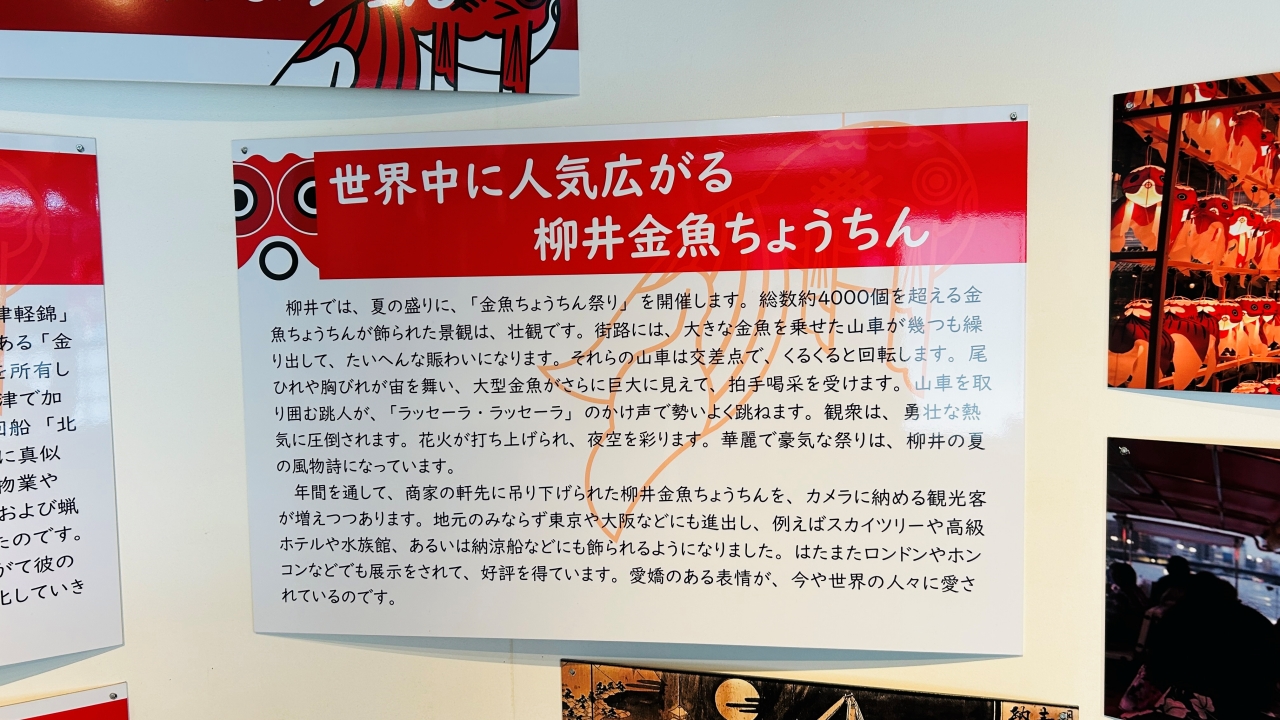 世界中に人気広がる
柳井金魚ちょうちん
柳井では、夏の盛りに、「金魚ちょうちん祭り」を開催します。総数約4000個を超える金
魚ちょうちんが飾られた景観は、壮観です。街路には、大きな金魚を乗せた山車が幾つも繰
り出して、たいへんな賑わいになります。それらの山車は交差点で、くるくると回転します。尾
ひれや胸びれが宙を舞い、大型金魚がさらに巨大に見えて、拍手喝采を受けます。山車を取
り囲む跳人が、「ラッセーラ・ラッセーラ」のかけ声で勢いよく跳ねます。観衆は、勇壮な熱
気に圧倒されます。花火が打ち上げられ、夜空を彩ります。華麗で豪気な祭りは、柳井の夏
の風物詩になっています。
年間を通して、商家の軒先に吊り下げられた柳井金魚ちょうちんを、カメラに納める観光客
が増えつつあります。地元のみならず東京や大阪などにも進出し、例えばスカイツリーや高級
ホテルや水族館、あるいは納涼船などにも飾られるようになりました。はたまたロンドンやホン
コンなどでも展示をされて、好評を得ています。愛嬌のある表情が、今や世界の人々に愛さ
れているのです。
津軽錦」
ある「金
を所有し
津で加
回船「北
に真似
物業や
および蝋
たのです。
がて彼の
化していき